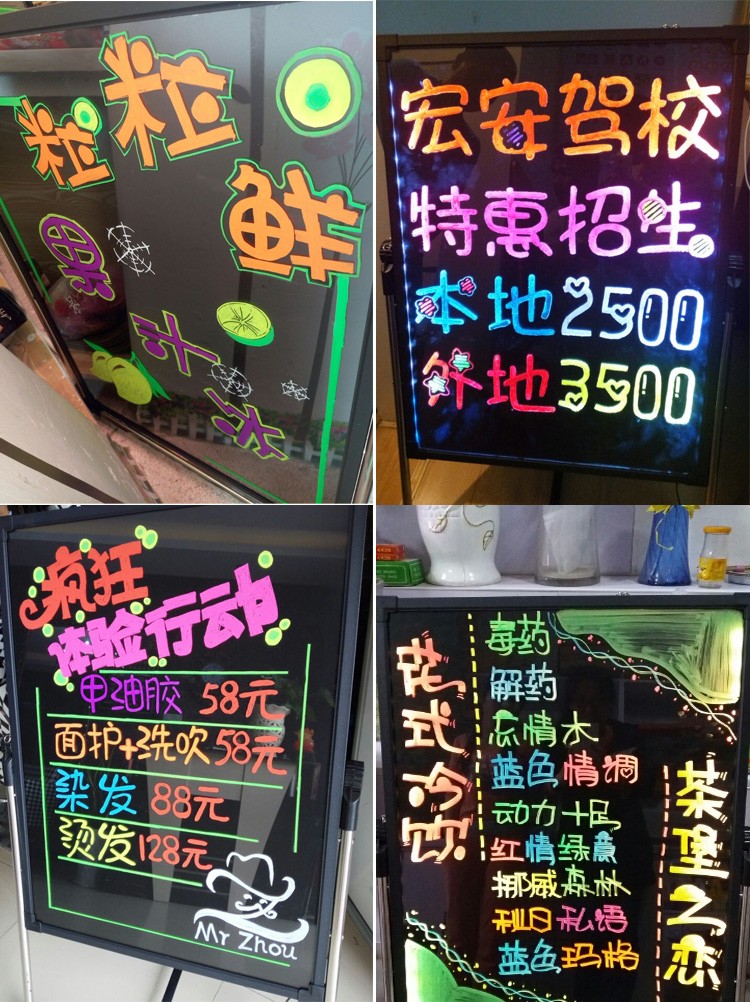 粒粒鲜
果汁
宏安驾校
特惠招生
本地2500
外地3500
疯狂
体验行动
甲油胶 58元
面护+洗吹58元
染发 88元
烫发128元
Mr Zhou
花式冷饮
毒药
解药
忘情水
蓝色情调
动力十足
红情绿意
挪威森林
秋日私语
蓝色玛格
茶堡之恋